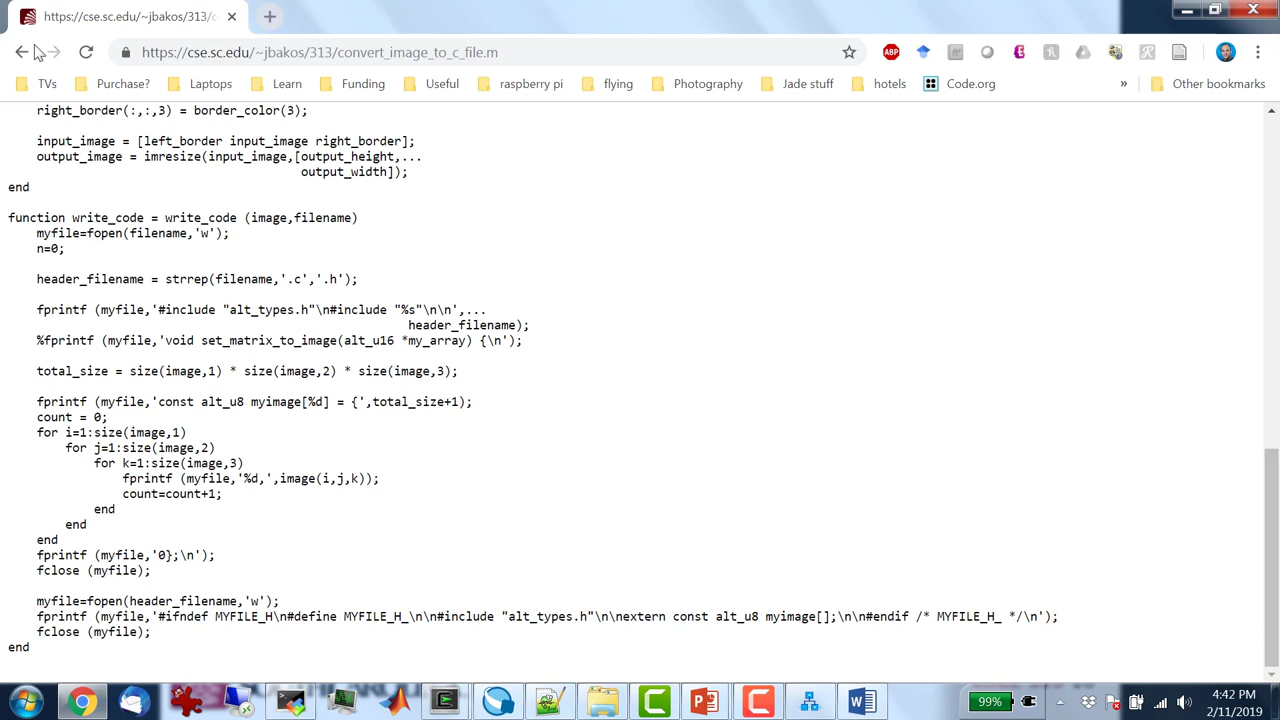 https://cse.sc.edu/~jbakos/313/c
https://cse.sc.edu/~jbakos/313/convert_image_to_c_file.m
ABP
TVs Purchase? Laptops Learn Funding Useful raspberry pi flying Photography Jade stuff hotels Code.org » Other bookmarks
right_border(:,:,3) = border_color(3);
input_image = [left_border input_image right_border];
output_image = imresize(input_image,[output_height,...
output_width]);
end
function write_code = write_code (image,filename)
myfile=fopen(filename,'w');
n=0;
header_filename = strrep(filename,'.c','.h');
fprintf (myfile,'#include "alt_types.h"\n#include "%s"\n\n',...
header_filename);
%fprintf (myfile,'void set_matrix_to_image(alt_u16 *my_array) {\n');
total_size = size(image,1) * size(image,2) * size(image,3);
fprintf (myfile,'const alt_u8 myimage[%d] = {',total_size+1);
count = 0;
for i=1:size(image,1)
for j=1:size(image,2)
for k=1:size(image,3)
fprintf (myfile,'%d,',image(i,j,k));
count=count+1;
end
end
end
fprintf (myfile,'0};\n');
fclose (myfile);
myfile=fopen(header_filename,'w');
fprintf (myfile,'#ifndef MYFILE_H\n#define MYFILE_H_\n\n#include "alt_types.h"\n\nextern const alt_u8 myimage[];\n\n#endif /* MYFILE_H_ */\n');
fclose (myfile);
end
99%
4:42 PM
2/11/2019